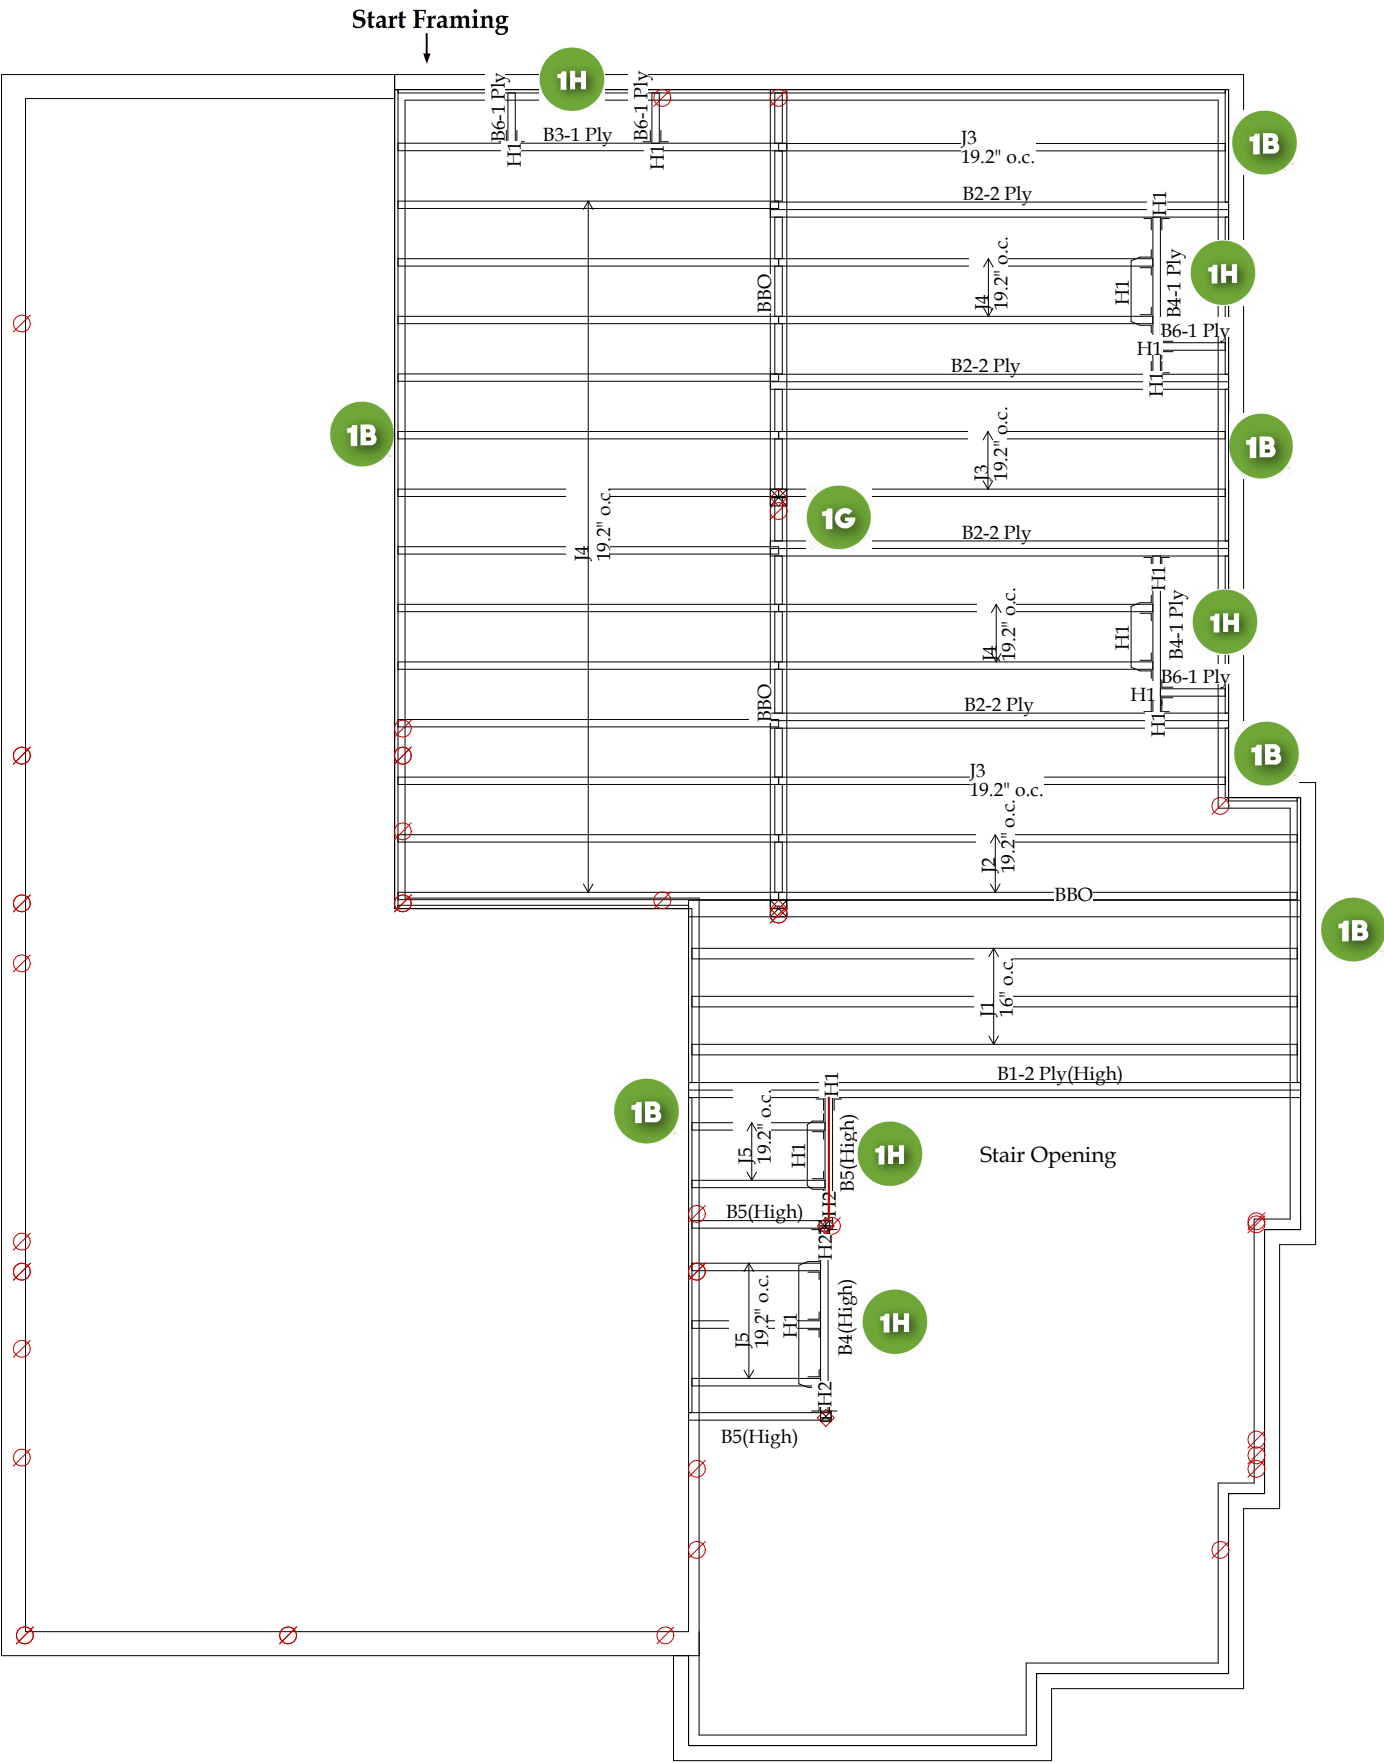 Start Framing
1H
B6-1 Ply
B6-1 Ply
B3-1 Ply
H1
H1
J3
19.2" o.c.
1B
B2-2 Ply
H1
BBO
J4
19.2" o.c.
H1
B4-1 Ply
1H
B6-1 Ply
H1
H1
B2-2 Ply
1B
J3
19.2" o.c.
1B
J4
19.2" o.c.
1G
B2-2 Ply
H1
J4
19.2" o.c.
H1
B4-1 Ply
1H
B6-1 Ply
H1
H1
BBO
B2-2 Ply
1B
J3
19.2" o.c.
J2
19.2" o.c.
BBO
1B
J1
16" o.c.
B1-2 Ply(High)
H1
1B
J5
19.2" o.c.
H1
B5(High)
1H
Stair Opening
B5(High)
H2
H2
J5
19.2" o.c.
H1
B4(High)
1H
H2
B5(High)